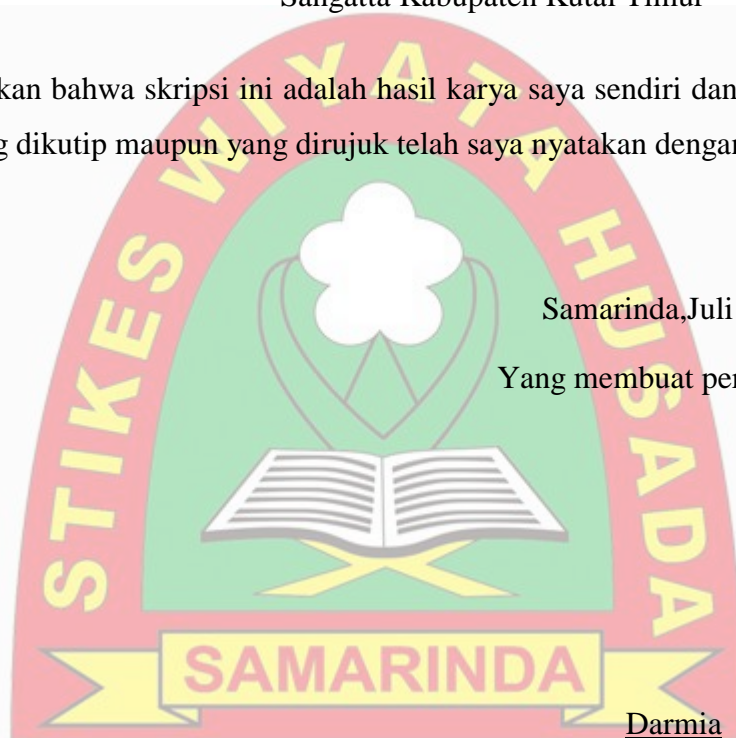 Sangatta Kabupaten Kutai Timur
kan bahwa skripsi ini adalah hasil karya saya sendiri dan
g dikutip maupun yang dirujuk telah saya nyatakan dengan
Samarinda,Juli
Yang membuat per
STIKES WIYATA HUSADA
SAMARINDA
Darmia